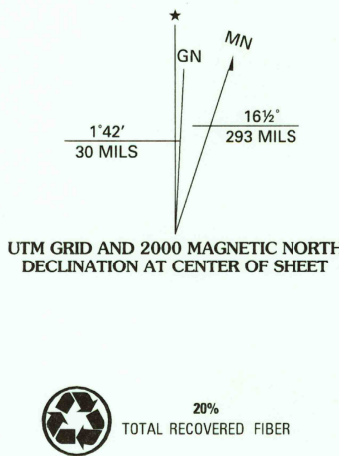 ★
GN
MN
1°42′
30 MILS
16½°
293 MILS
UTM GRID AND 2000 MAGNETIC NORTH
DECLINATION AT CENTER OF SHEET
20%
TOTAL RECOVERED FIBER